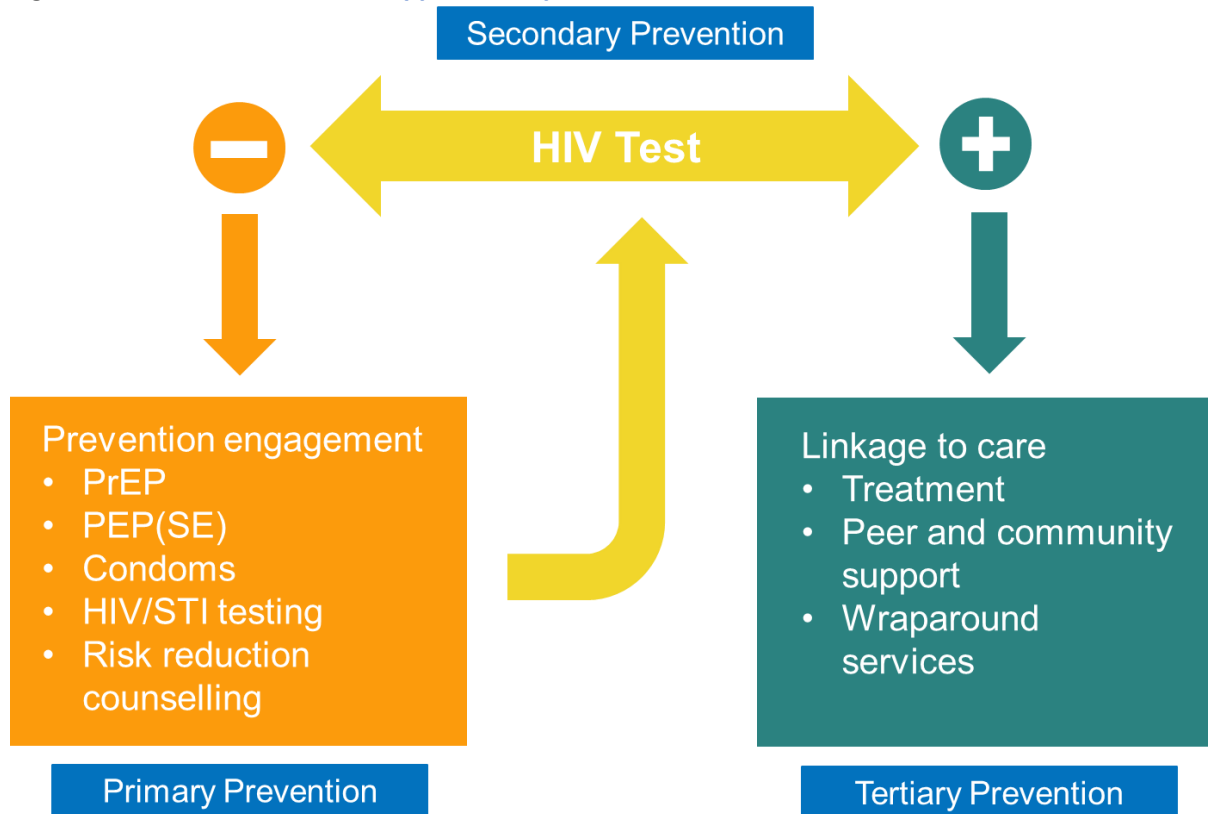 Secondary Prevention
HIV Test
Prevention engagement
• PrEP
• PEP(SE)
• Condoms
• HIV/STI testing
• Risk reduction
counselling
Linkage to care
• Treatment
• Peer and community
support
• Wraparound
services
Primary Prevention
Tertiary Prevention